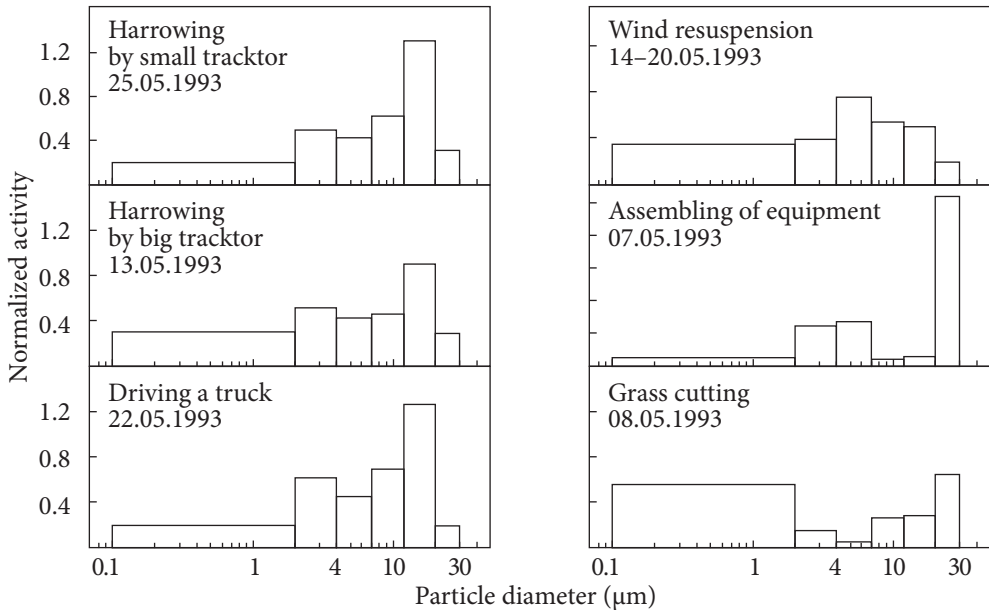 Normalized activity
Harrowing
by small tracktor
25.05.1993
1.2
0.8
0.4
Wind resuspension
14–20.05.1993
Harrowing
by big tracktor
13.05.1993
1.2
0.8
0.4
Assembling of equipment
07.05.1993
Driving a truck
22.05.1993
1.2
0.8
0.4
Grass cutting
08.05.1993
0.1 1 4 10 30
0.1 1 4 10 30
Particle diameter (μm)